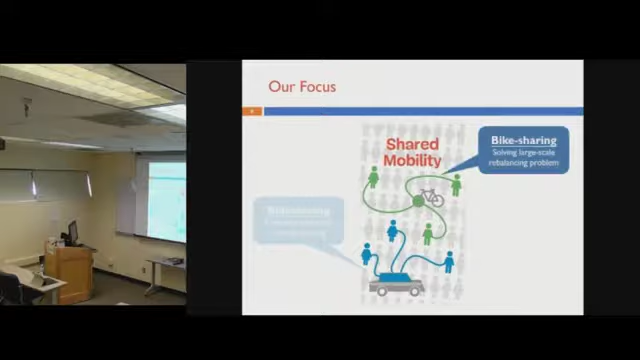 Our Focus
Shared
Mobility
Bike-sharing
Solving large-scale
rebalancing problem